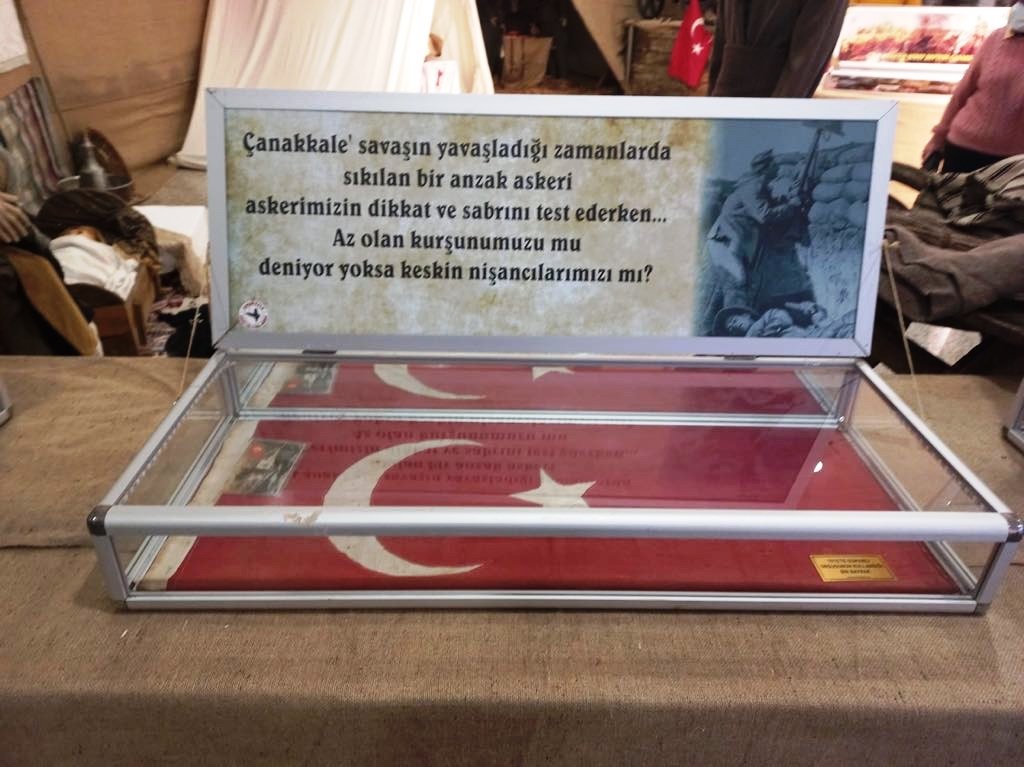 Çanakkale' savaşın yavaşladığı zamanlarda
sıkılan bir anzak askeri
askerimizin dikkat ve sabrını test ederken...
Az olan kurşunumuzu mu
deniyor yoksa keskin nişancılarımızı mı?